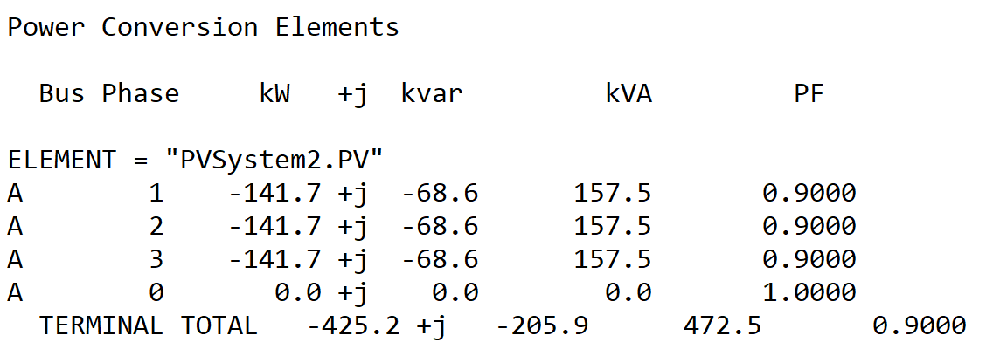 Power Conversion Elements
Bus Phase kW +j kvar kVA PF
ELEMENT = "PVSystem2.PV"
A 1 -141.7 +j -68.6 157.5 0.9000
A 2 -141.7 +j -68.6 157.5 0.9000
A 3 -141.7 +j -68.6 157.5 0.9000
A 0 0.0 +j 0.0 0.0 1.0000
TERMINAL TOTAL -425.2 +j -205.9 472.5 0.9000